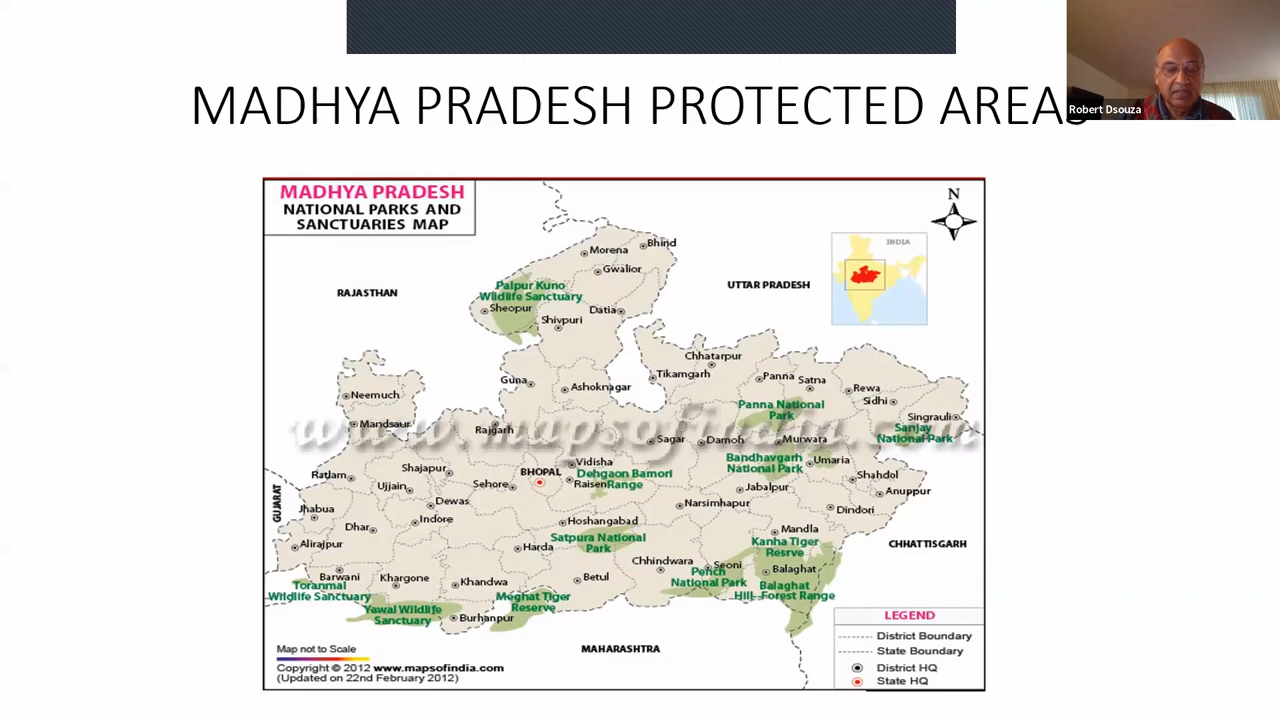 MADHYA PRADESH PROTECTED AREAS
Robert Dsouza
MADHYA PRADESH
NATIONAL PARKS AND
SANCTUARIES MAP
N
INDIA
RAJASTHAN
UTTAR PRADESH
Bhind
Morena
Gwalior
Palpur Kuno
Wildlife Sanctuary
Sheopur
Datia
Shivpuri
Chhatarpur
Tikamgarh
Panna
Satna
Rewa
Sidhi
Singrauli
Guna
Ashoknagar
Neemuch
Mandsaur
Rajgarh
Panna National
Park
Sanjay
National Park
www.mapsofindia.com
Sagar
Damoh
Murwara
Bandhavgarh
National Park
Umaria
Shahdol
Anuppur
Ratlam
Shajapur
Ujjain
BHOPAL
Sehore
Vidisha
Raisen
Dehgaon Bamori
Range
Jabalpur
Narsimhapur
Dindori
GUJARAT
Jhabua
Dewas
Dhar
Indore
Hoshangabad
Mandla
Alirajpur
Harda
Satpura National
Park
Kanha Tiger
Resrve
CHHATTISGARH
Chhindwara
Seoni
Balaghat
Barwani
Khargone
Khandwa
Betul
Pench
National Park
Balaghat
Hill Forest Range
Toranmal
Wildlife Sanctuary
Yawal Wildlife
Sanctuary
Burhanpur
Meghat Tiger
Reserve
MAHARASHTRA
LEGEND
District Boundary
State Boundary
District HQ
State HQ
Map not to Scale
Copyright © 2012 www.mapsofindia.com
(Updated on 22nd February 2012)